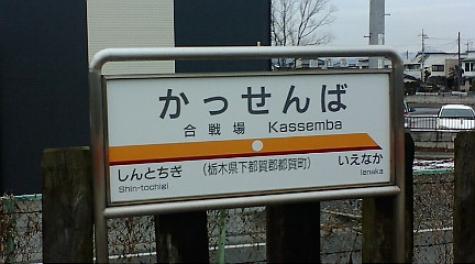 かっせんば
合戦場 Kassemba
しんとちぎ (栃木県下都賀郡都賀町) いえなか
Shin-tochigi Ienaka